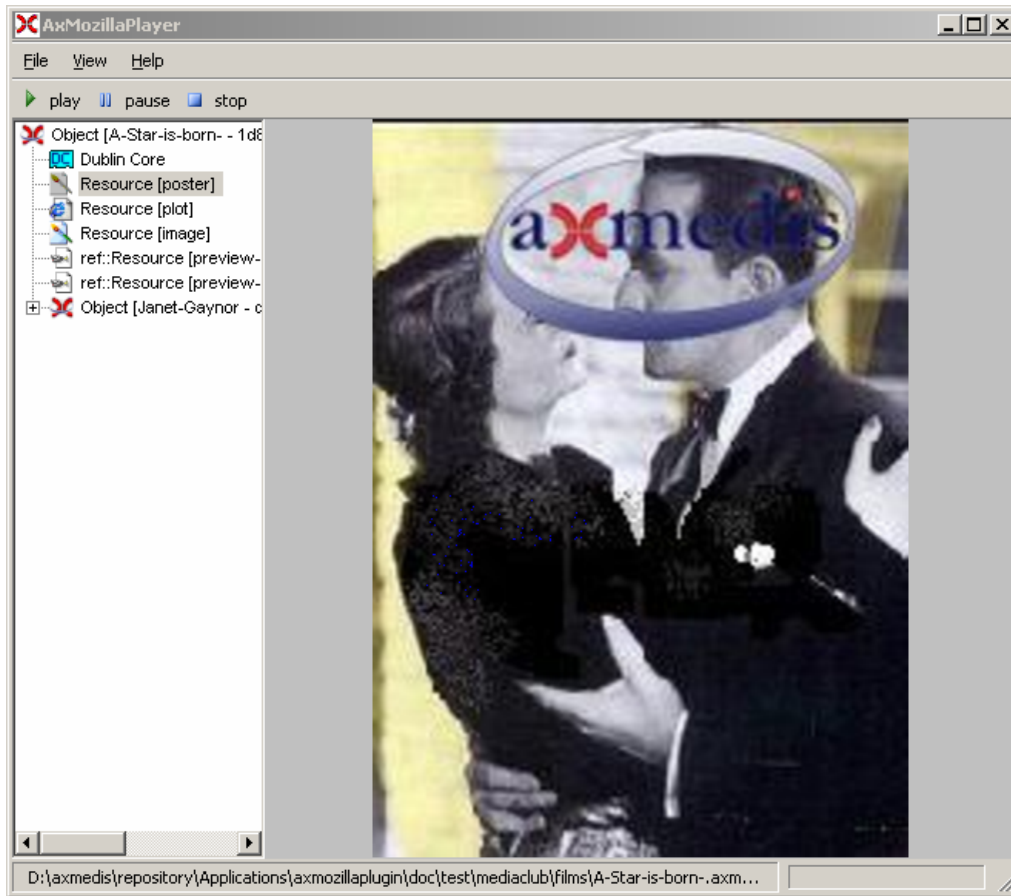 AxMozillaPlayer
File View Help
play pause stop
Object [A-Star-is-born- - 1d8
DC Dublin Core
Resource [poster]
Resource [plot]
Resource [image]
ref::Resource [preview-
ref::Resource [preview-
Object [Janet-Gaynor - c
axmedis
D:\axmedis\repository\Applications\axmozillaplugin\doc\test\mediaclub\films\A-Star-is-born-.axm...